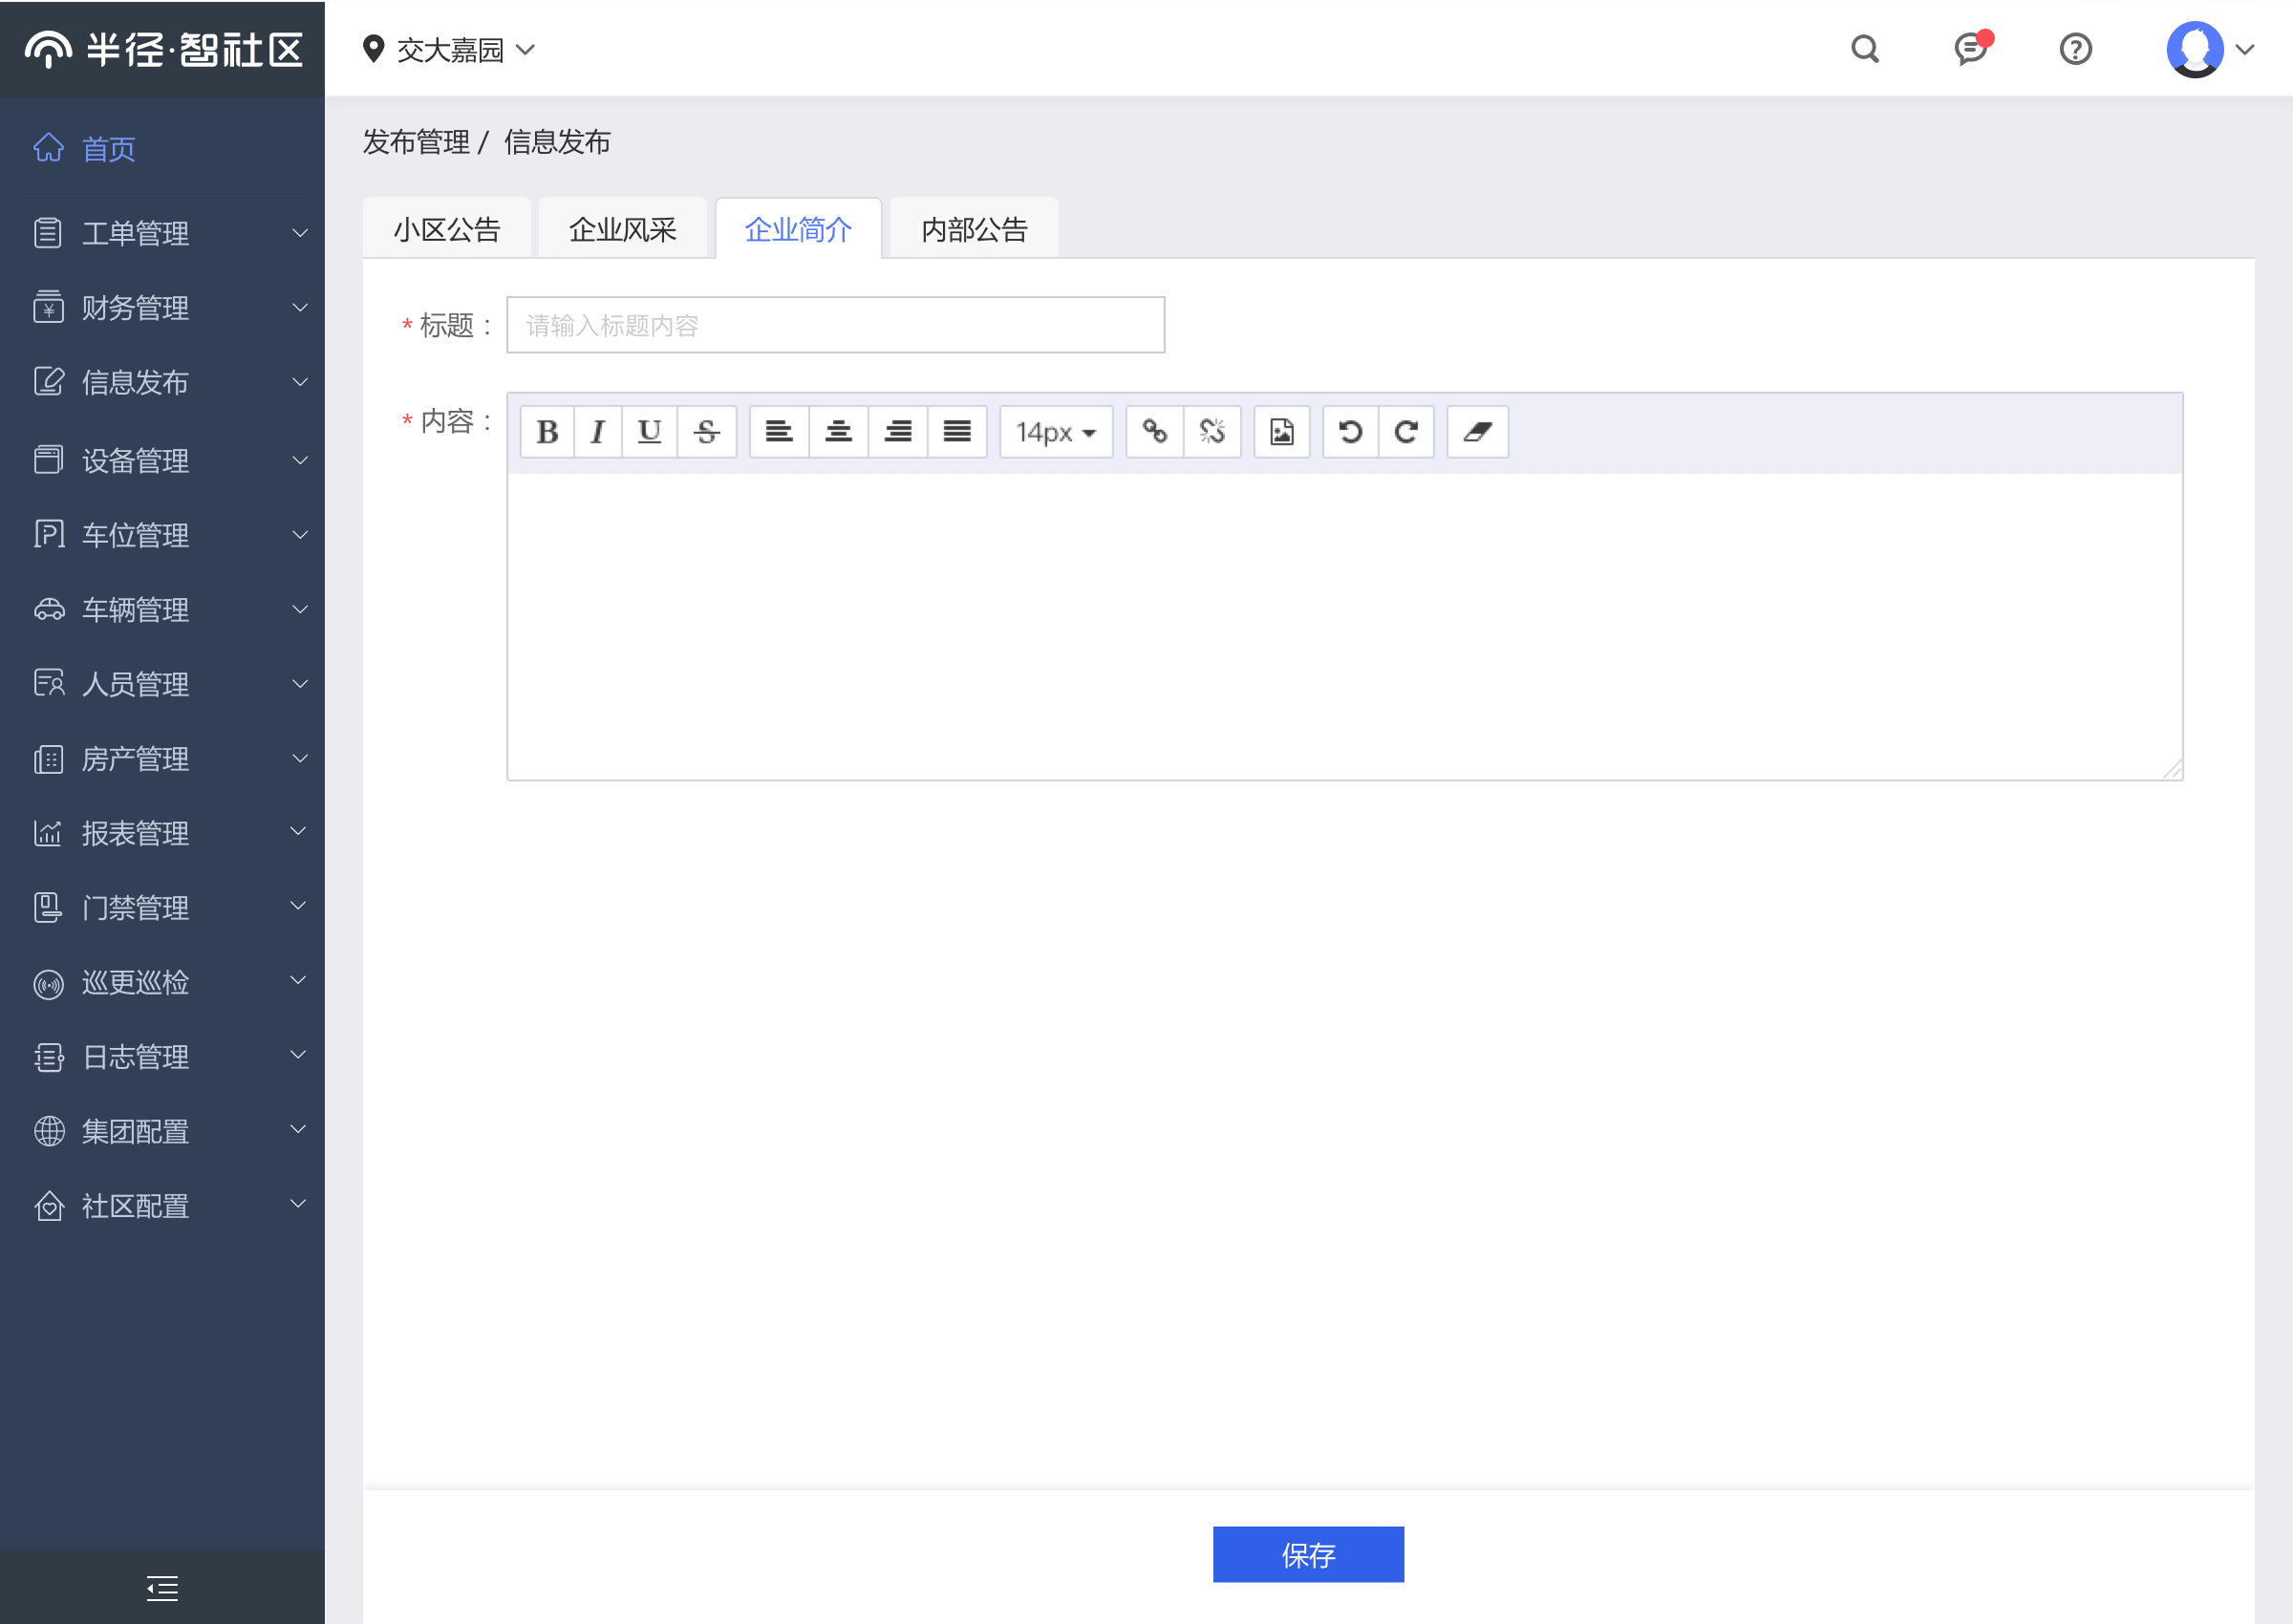 半径·智社区
交大嘉园
首页
工单管理
财务管理
信息发布
设备管理
车位管理
车辆管理
人员管理
房产管理
报表管理
门禁管理
巡更巡检
日志管理
集团配置
社区配置
发布管理 / 信息发布
小区公告 企业风采 企业简介 内部公告
* 标题： 请输入标题内容
* 内容： B I U S 14px
保存